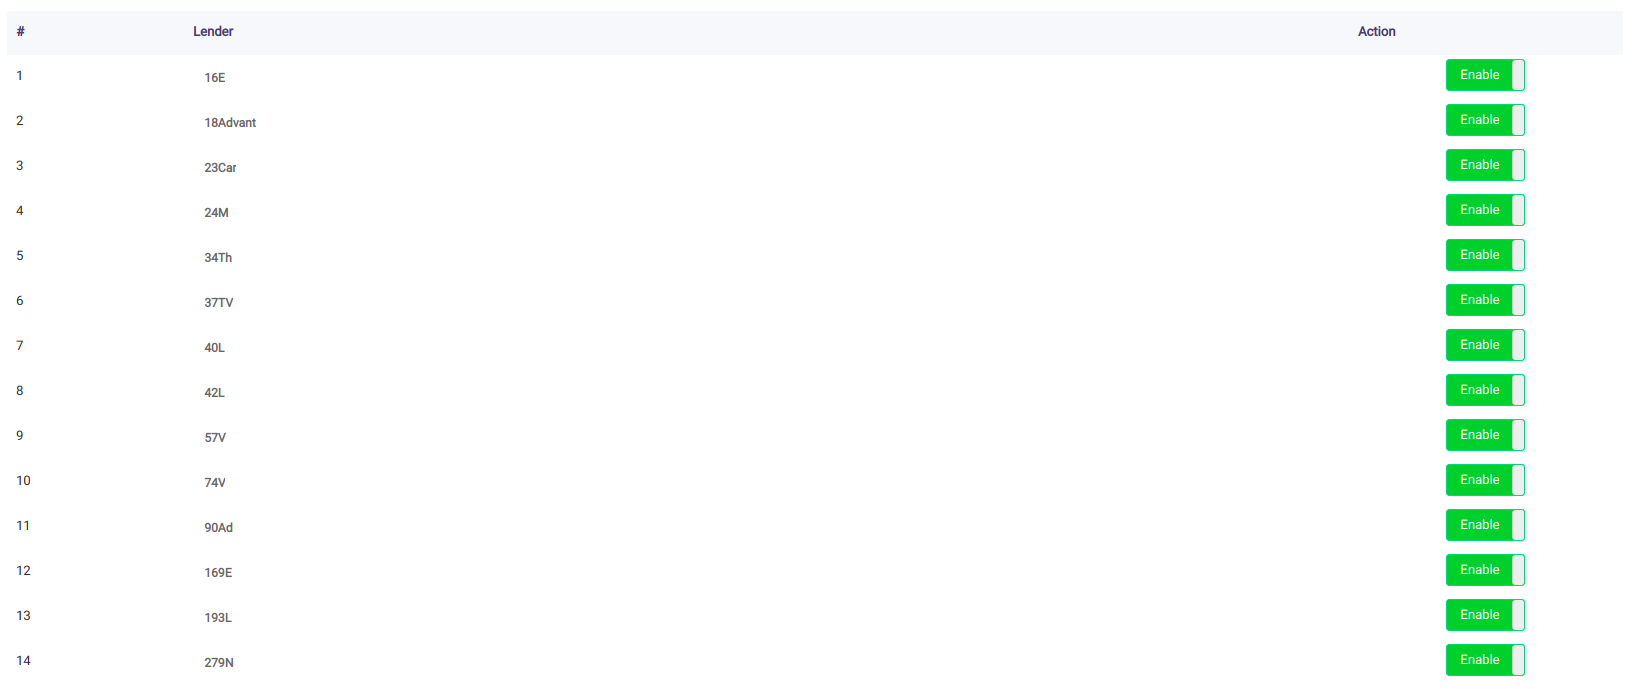 # Lender Action
1 16E Enable
2 18Advant Enable
3 23Car Enable
4 24M Enable
5 34Th Enable
6 37TV Enable
7 40L Enable
8 42L Enable
9 57V Enable
10 74V Enable
11 90Ad Enable
12 169E Enable
13 193L Enable
14 279N Enable